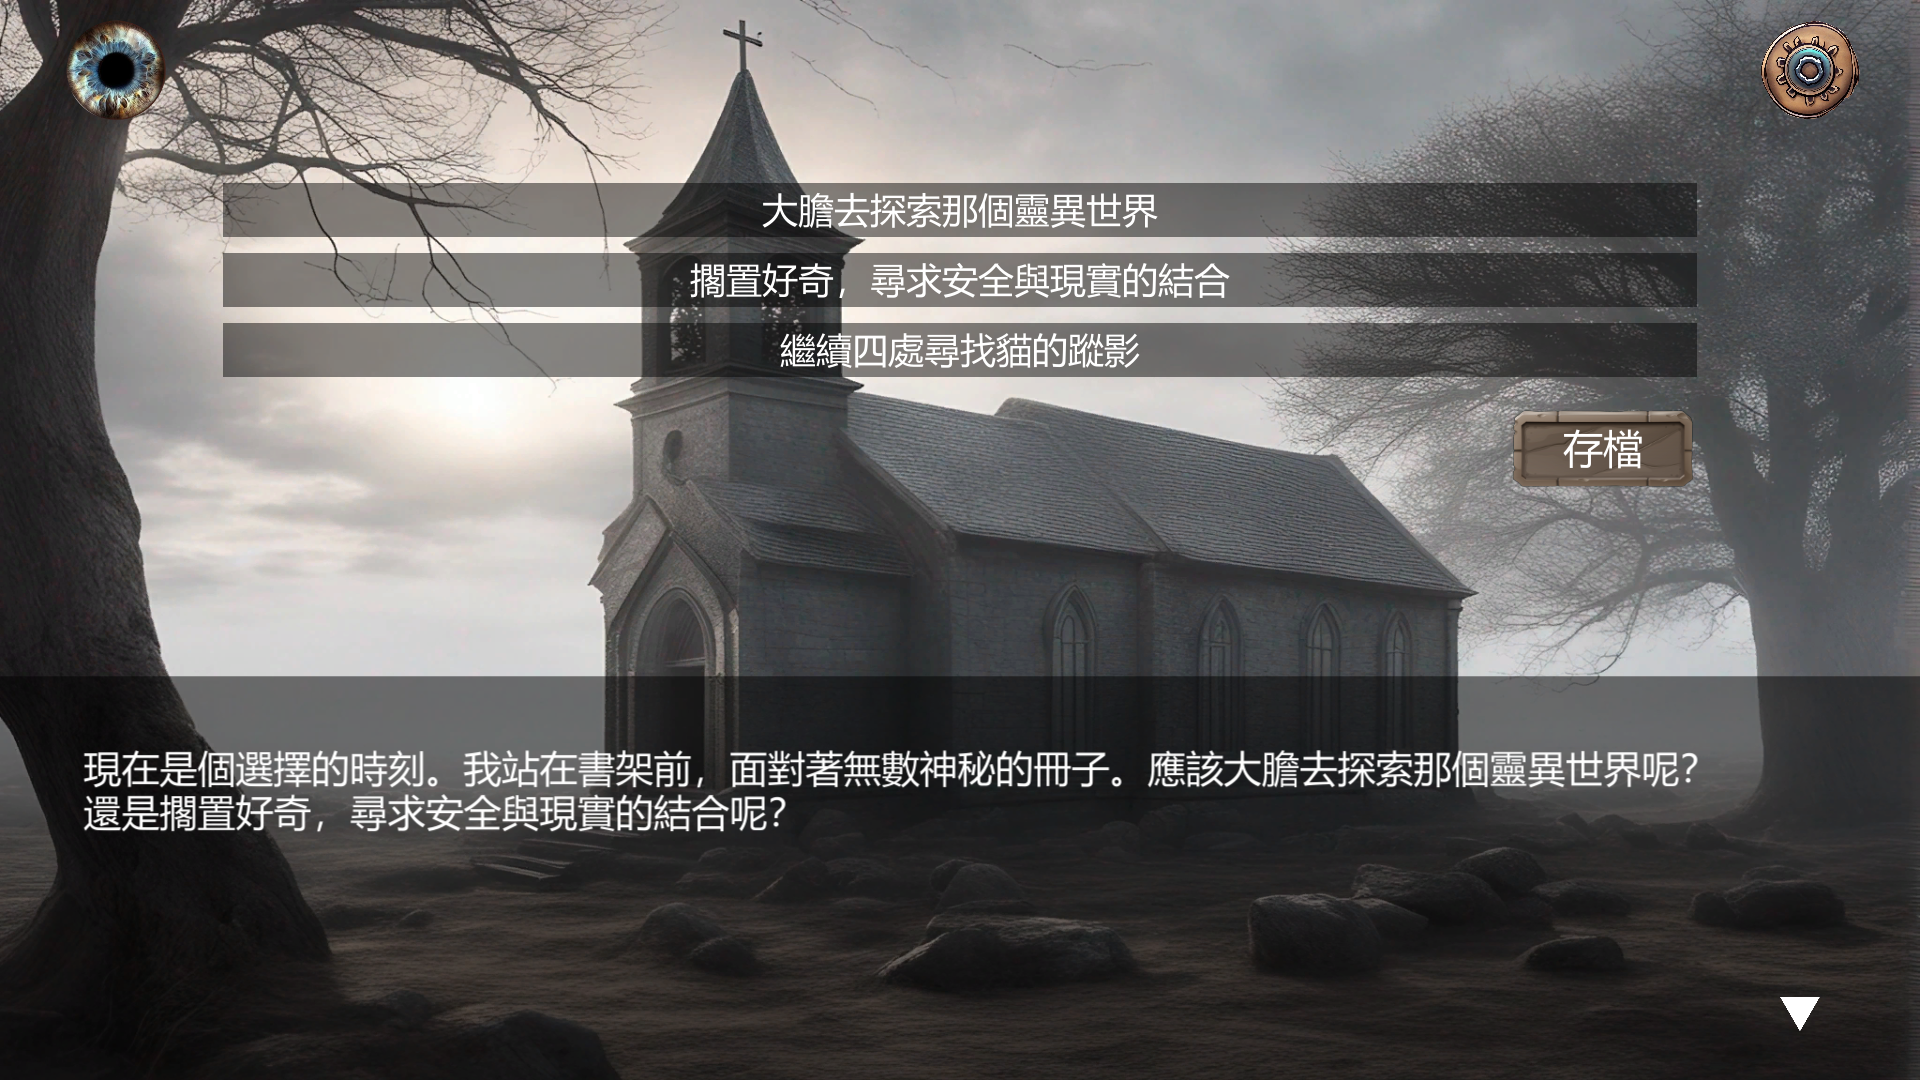 大膽去探索那個靈異世界
擱置好奇，尋求安全與現實的結合
繼續四處尋找貓的蹤影
存檔
現在是個選擇的時刻。我站在書架前，面對著無數神秘的冊子。應該大膽去探索那個靈異世界呢？
還是擱置好奇，尋求安全與現實的結合呢？